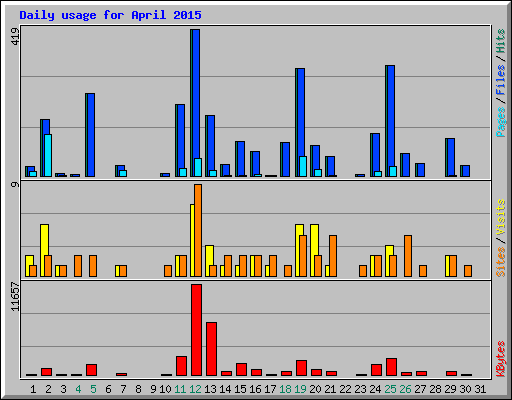 Daily usage for April 2015
419
Pages / Files / Hits
9
Sites / Visits
11657
KBytes
1 2 3 4 5 6 7 8 9 10 11 12 13 14 15 16 17 18 19 20 21 22 23 24 25 26 27 28 29 30 31